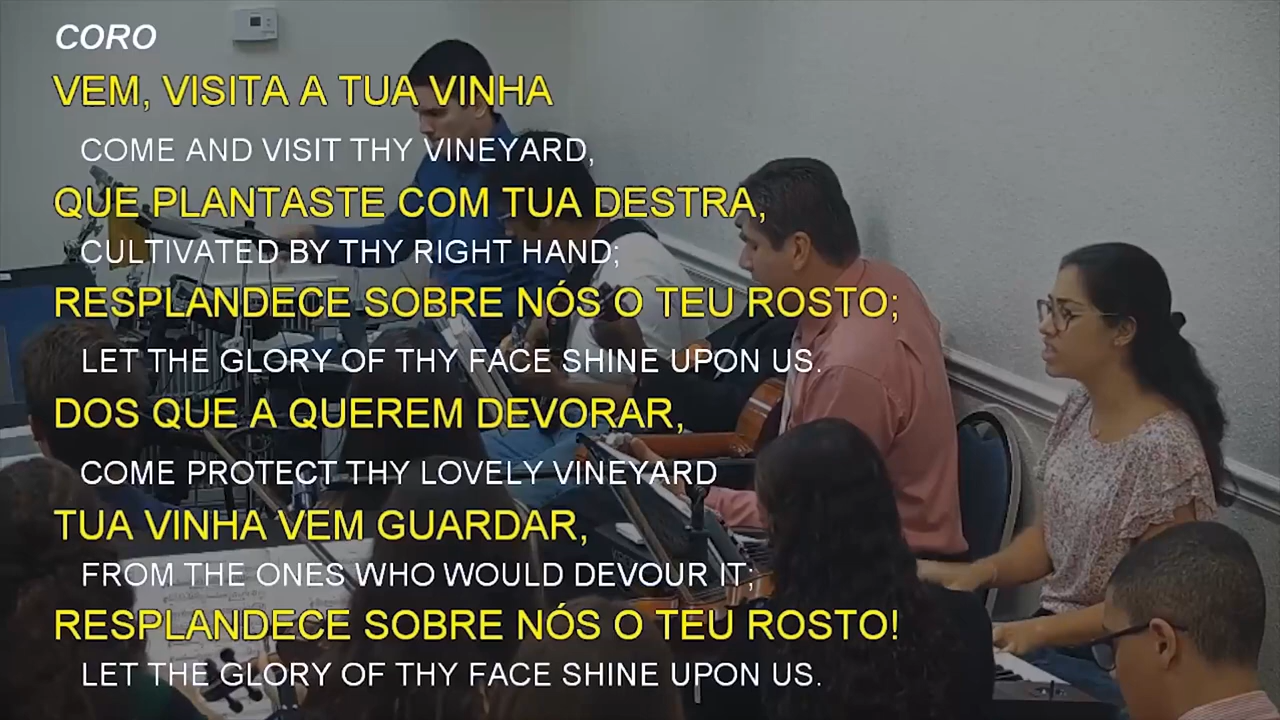 CORO
VEM, VISITA A TUA VINHA
COME AND VISIT THY VINEYARD,
QUE PLANTASTE COM TUA DESTRA,
CULTIVATED BY THY RIGHT HAND;
RESPLANDECE SOBRE NÓS O TEU ROSTO;
LET THE GLORY OF THY FACE SHINE UPON US.
DOS QUE A QUEREM DEVORAR,
COME PROTECT THY LOVELY VINEYARD
TUA VINHA VEM GUARDAR,
FROM THE ONES WHO WOULD DEVOUR IT;
RESPLANDECE SOBRE NÓS O TEU ROSTO!
LET THE GLORY OF THY FACE SHINE UPON US.